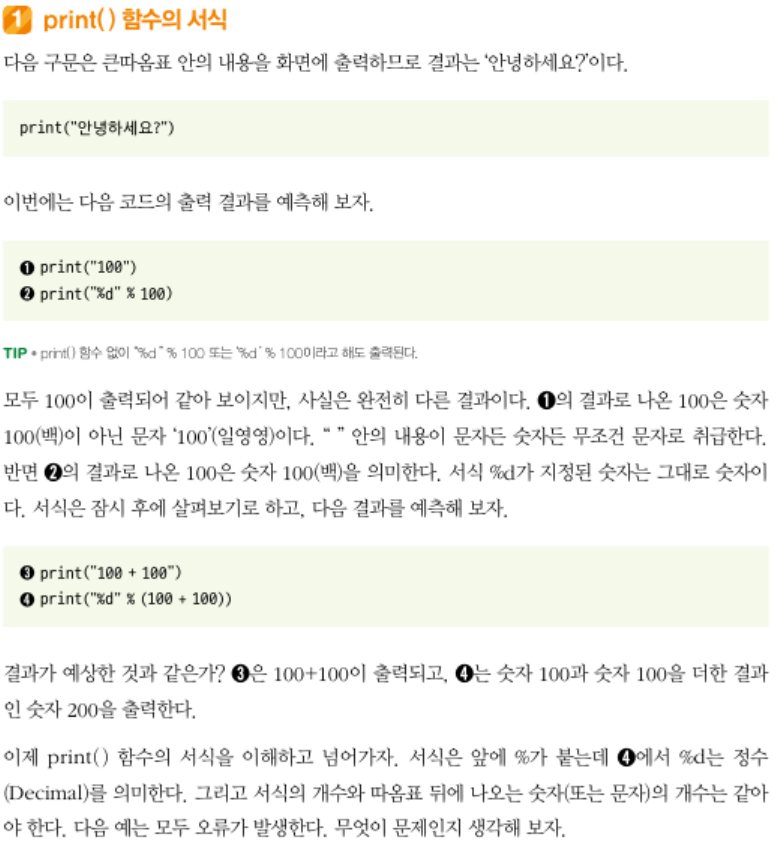 1 print( ) 함수의 서식
다음 구문은 큰따옴표 안의 내용을 화면에 출력하므로 결과는 ‘안녕하세요?’이다.
print("안녕하세요?")
이번에는 다음 코드의 출력 결과를 예측해 보자.
❶ print("100")
❷ print("%d" % 100)
TIP • print() 함수 없이 “%d” % 100 또는 ‘%d’ % 100이라고 해도 출력된다.
모두 100이 출력되어 같아 보이지만, 사실은 완전히 다른 결과이다. ❶의 결과로 나온 100은 숫자
100(백)이 아닌 문자 ‘100’(일영영)이다. “ ” 안의 내용이 문자든 숫자든 무조건 문자로 취급한다.
반면 ❷의 결과로 나온 100은 숫자 100(백)을 의미한다. 서식 %d가 지정된 숫자는 그대로 숫자이
다. 서식은 잠시 후에 살펴보기로 하고, 다음 결과를 예측해 보자.
❸ print("100 + 100")
❹ print("%d" % (100 + 100))
결과가 예상한 것과 같은가? ❸은 100+100이 출력되고, ❹는 숫자 100과 숫자 100을 더한 결과
인 숫자 200을 출력한다.
이제 print( ) 함수의 서식을 이해하고 넘어가자. 서식은 앞에 %가 붙는데 ❹에서 %d는 정수
(Decimal)를 의미한다. 그리고 서식의 개수와 따옴표 뒤에 나오는 숫자(또는 문자)의 개수는 같아
야 한다. 다음 예는 모두 오류가 발생한다. 무엇이 문제인지 생각해 보자.